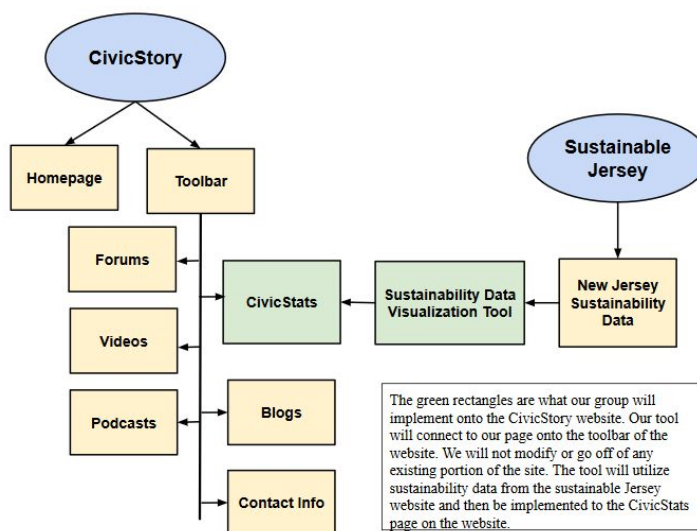 CivicStory
Sustainable
Jersey
Homepage
Toolbar
Forums
CivicStats
Sustainability Data
Visualization Tool
New Jersey
Sustainability
Data
Videos
Podcasts
Blogs
Contact Info
The green rectangles are what our group will
implement onto the CivicStory website. Our tool
will connect to our page onto the toolbar of the
website. We will not modify or go off of any
existing portion of the site. The tool will utilize
sustainability data from the sustainable Jersey
website and then be implemented to the CivicStats
page on the website.